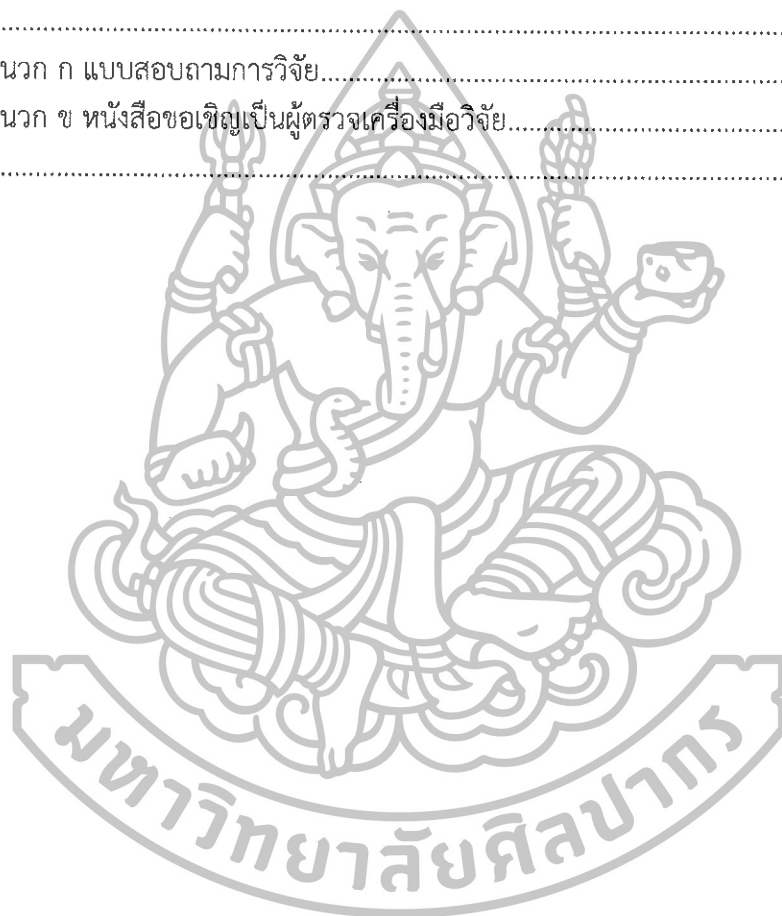 นวก ก แบบสอบถามการวิจัย
นวก ข หนังสือขอเชิญเป็นผู้ตรวจเครื่องมือวิจัย
มหาวิทยาลัยศิลปากร